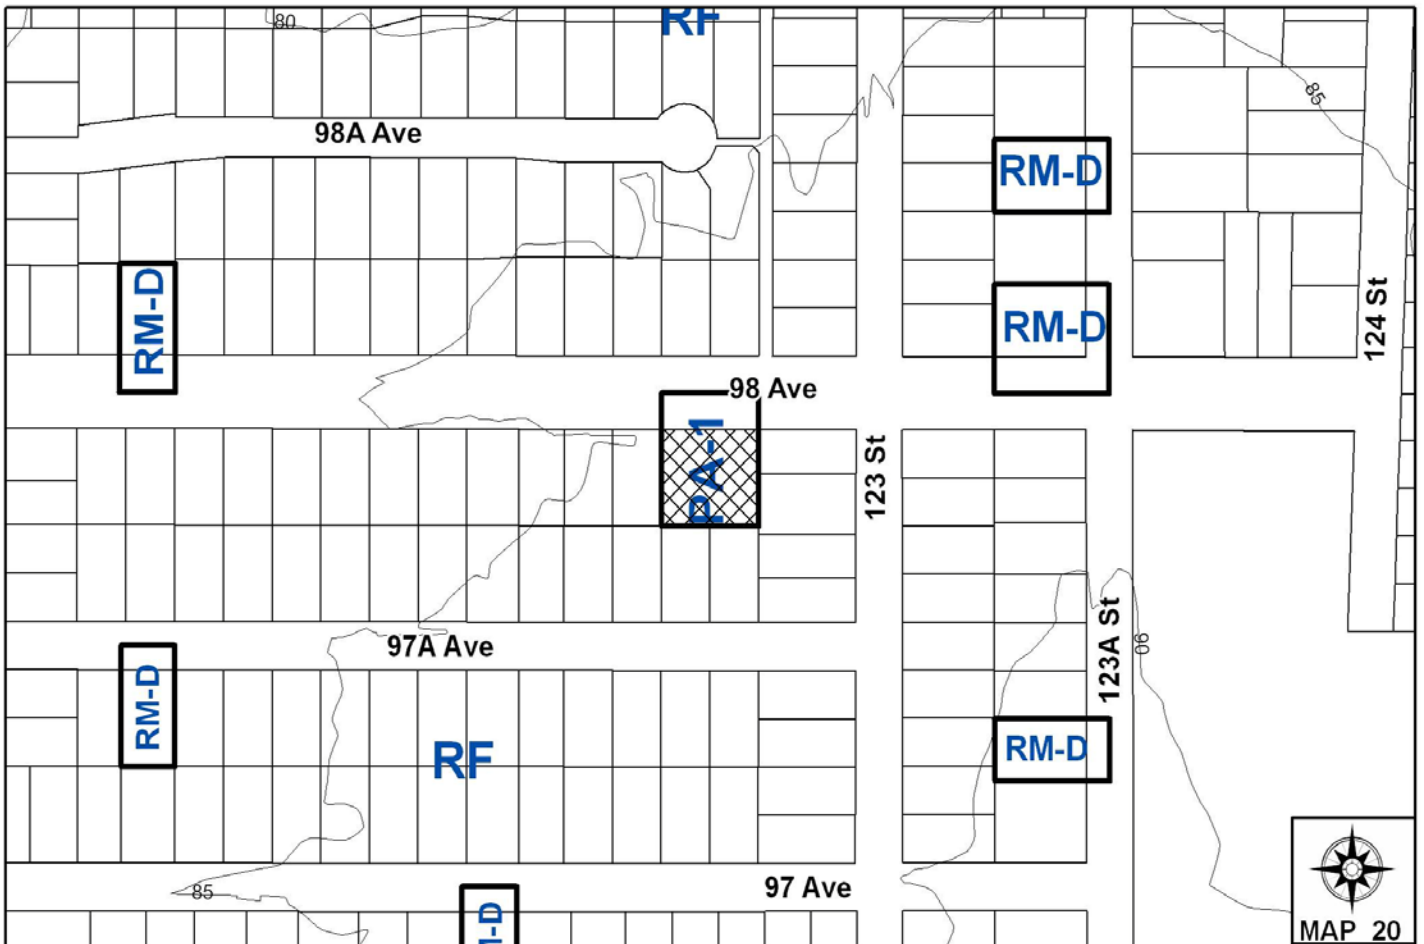 80
RF
85
98A Ave
RM-D
RM-D
RM-D
124 St
98 Ave
PA-1
123 St
97A Ave
123A St
90
RM-D
RM-D
RF
85
97 Ave
MAP 20